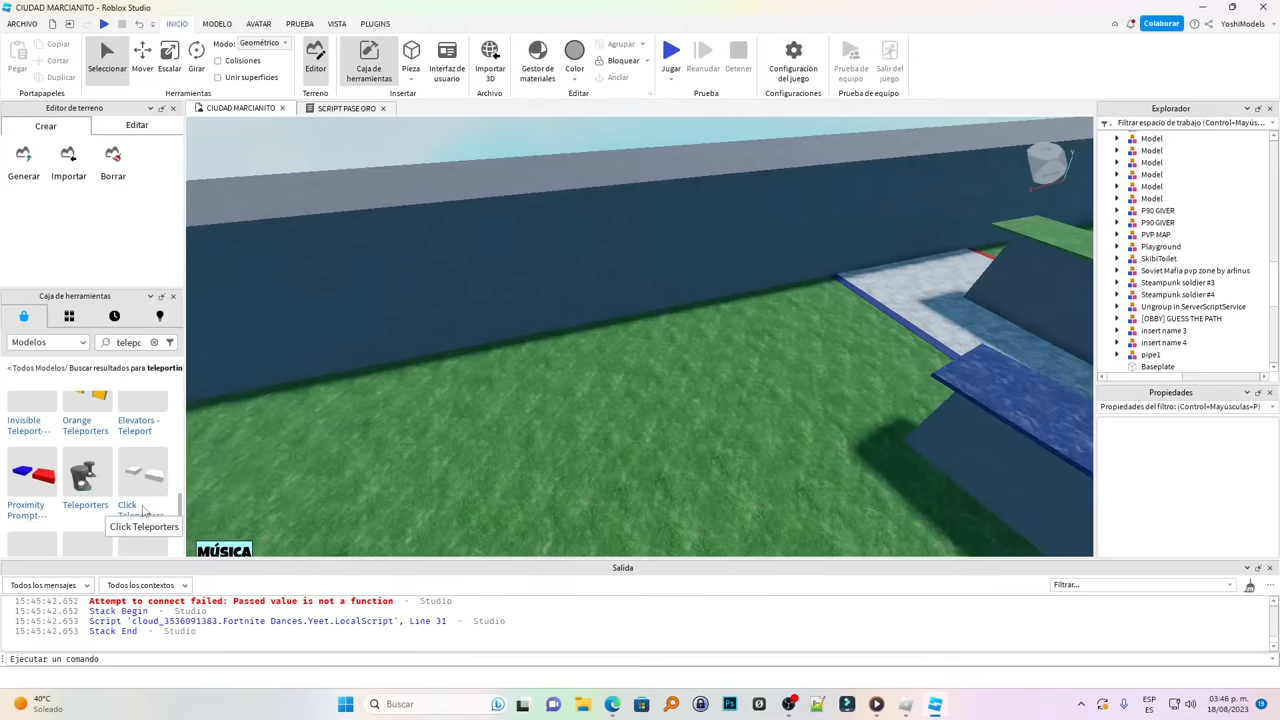 CIUDAD MARCIANITO - Roblox Studio
ARCHIVO INICIO MODELO AVATAR PRUEBA VISTA PLUGINS
Colaborar YoshiModels
Pegar Copiar Cortar Duplicar Portapapeles
Seleccionar Mover Escalar Girar Herramientas
Modo: Geométrico
Colisiones
Unir superficies
Editor Terreno
Caja de herramientas Pieza Interfaz de usuario Insertar
Importar 3D Archivo
Gestor de materiales Color Agrupar Bloquear Anclar Editar
Jugar Reanudar Detener Prueba
Configuración del juego Configuraciones
Prueba de equipo Salir del juego Prueba de equipo
Editor de terreno
Crear Editar
Generar Importar Borrar
CIUDAD MARCIANITO SCRIPT PASE ORO
Caja de herramientas
Modelos telepc
< Todos Modelos/ Buscar resultados para teleportin
Invisible Teleport···
Orange Teleporters
Elevators - Teleport
Proximity Prompt···
Teleporters
Click
Click Teleporters
MÚSICA
Explorador
Filtrar espacio de trabajo (Control+Mayús...
Model
Model
Model
Model
Model
Model
P90 GIVER
P90 GIVER
PVP MAP
Playground
SkibiToilet
Soviet Mafia pvp zone by arlinus
Steampunk soldier #3
Steampunk soldier #4
Ungroup in ServerScriptService
[OBBY] GUESS THE PATH
insert name 3
insert name 4
pipe1
Baseplate
Propiedades
Propiedades del filtro: (Control+Mayúsculas+P)
Salida
Todos los mensajes Todos los contextos Filtrar...
15:45:42.652 Attempt to connect failed: Passed value is not a function - Studio
15:45:42.652 Stack Begin - Studio
15:45:42.653 Script 'cloud_3536091383.Fortnite Dances.Yeet.LocalScript', Line 31 - Studio
15:45:42.653 Stack End - Studio
Ejecutar un comando
40°C
Soleado
Buscar
Ps
ESP
ES
03:46 p. m.
18/08/2023
19